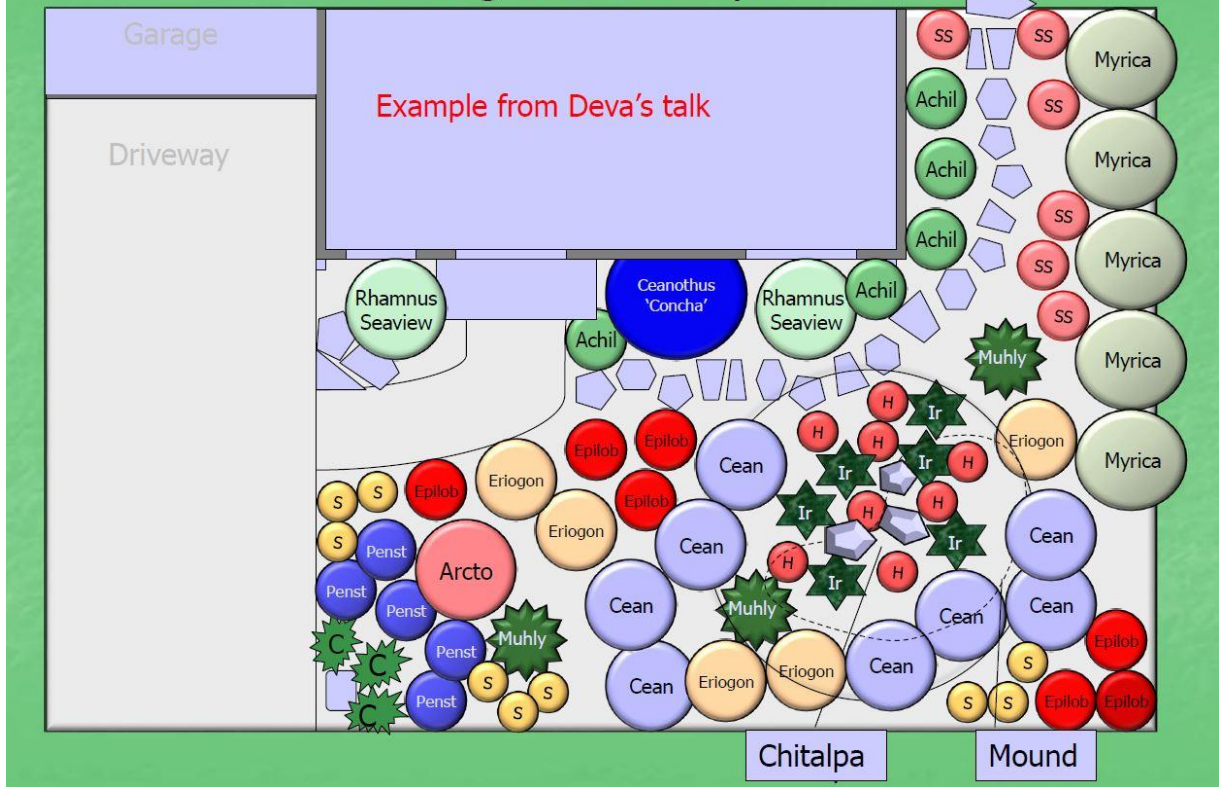 Garage
SS
SS
Myrica
Achil
SS
Example from Deva's talk
Driveway
Myrica
Achil
SS
Achil
SS
Myrica
Ceanothus
'Concha'
Rhamnus
Seaview
Rhamnus
Seaview
Achil
SS
Achil
Muhly
Myrica
H
Ir
Epilob
Epilob
H
H
Eriogon
Cean
Ir
Ir
H
Myrica
S
S
Epilob
Eriogon
Epilob
Ir
H
H
S
Penst
Eriogon
Cean
Ir
Cean
Arcto
H
Ir
H
Penst
Penst
Cean
Muhly
Cean
Cean
C
C
Penst
Muhly
Epilob
S
S
Cean
Eriogon
Eriogon
Cean
S
C
Penst
S
S
S
Epilob
Epilob
Chitalpa
Mound